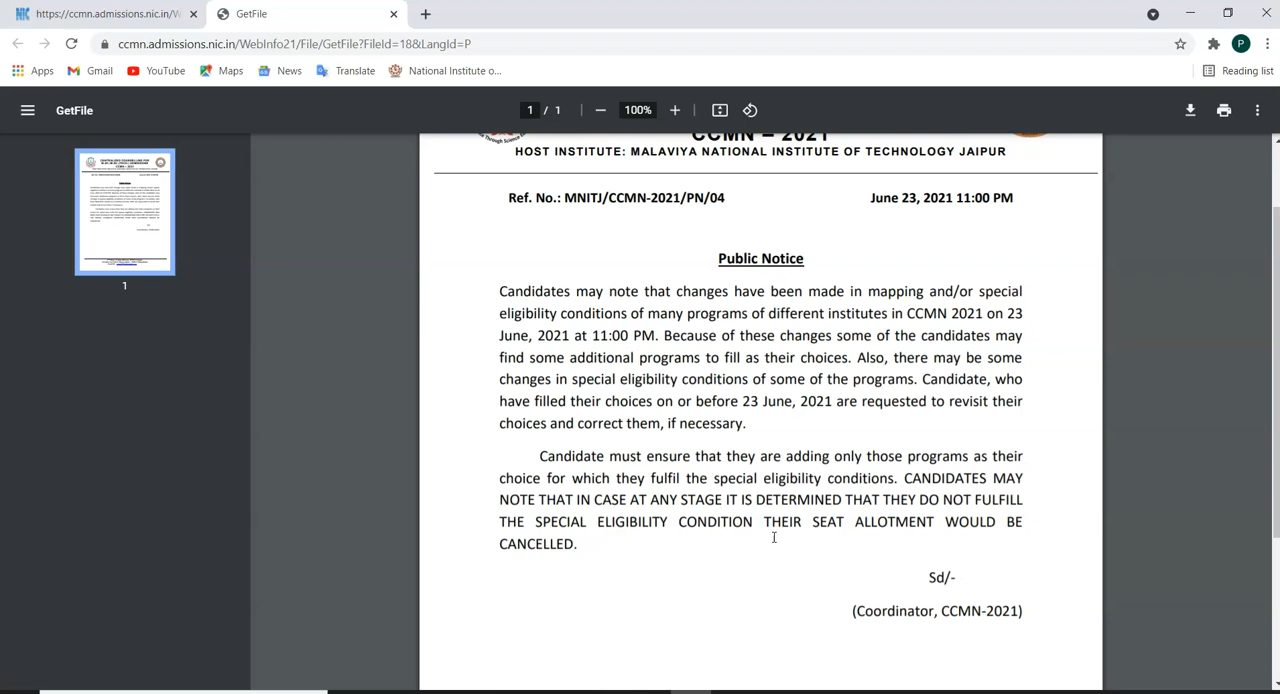 https://ccmn.admissions.nic.in/W
GetFile
ccmn.admissions.nic.in/WebInfo21/File/GetFile?FileId=18&LangId=P
P
Apps
Gmail
YouTube
Maps
News
Translate
National Institute o...
Reading list
GetFile
1 / 1
100%
CCMN – 2021
HOST INSTITUTE: MALAVIYA NATIONAL INSTITUTE OF TECHNOLOGY JAIPUR
Ref. No.: MNITJ/CCMN-2021/PN/04
June 23, 2021 11:00 PM
Public Notice
Candidates may note that changes have been made in mapping and/or special
eligibility conditions of many programs of different institutes in CCMN 2021 on 23
June, 2021 at 11:00 PM. Because of these changes some of the candidates may
find some additional programs to fill as their choices. Also, there may be some
changes in special eligibility conditions of some of the programs. Candidate, who
have filled their choices on or before 23 June, 2021 are requested to revisit their
choices and correct them, if necessary.
Candidate must ensure that they are adding only those programs as their
choice for which they fulfil the special eligibility conditions. CANDIDATES MAY
NOTE THAT IN CASE AT ANY STAGE IT IS DETERMINED THAT THEY DO NOT FULFILL
THE SPECIAL ELIGIBILITY CONDITION THEIR SEAT ALLOTMENT WOULD BE
CANCELLED.
Sd/-
(Coordinator, CCMN-2021)
1